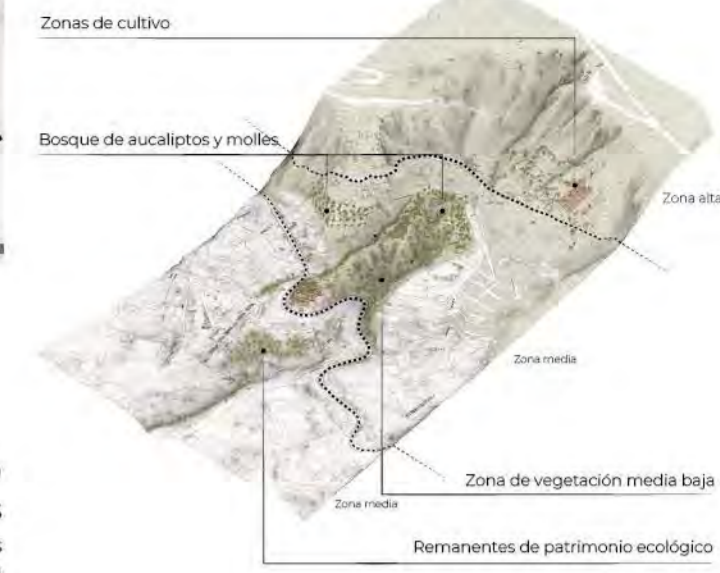 Zonas de cultivo
Bosque de aucaliptos y molles
Zona alta
Zona media
Zona de vegetación media baja
Zona media
Remanentes de patrimonio ecológico